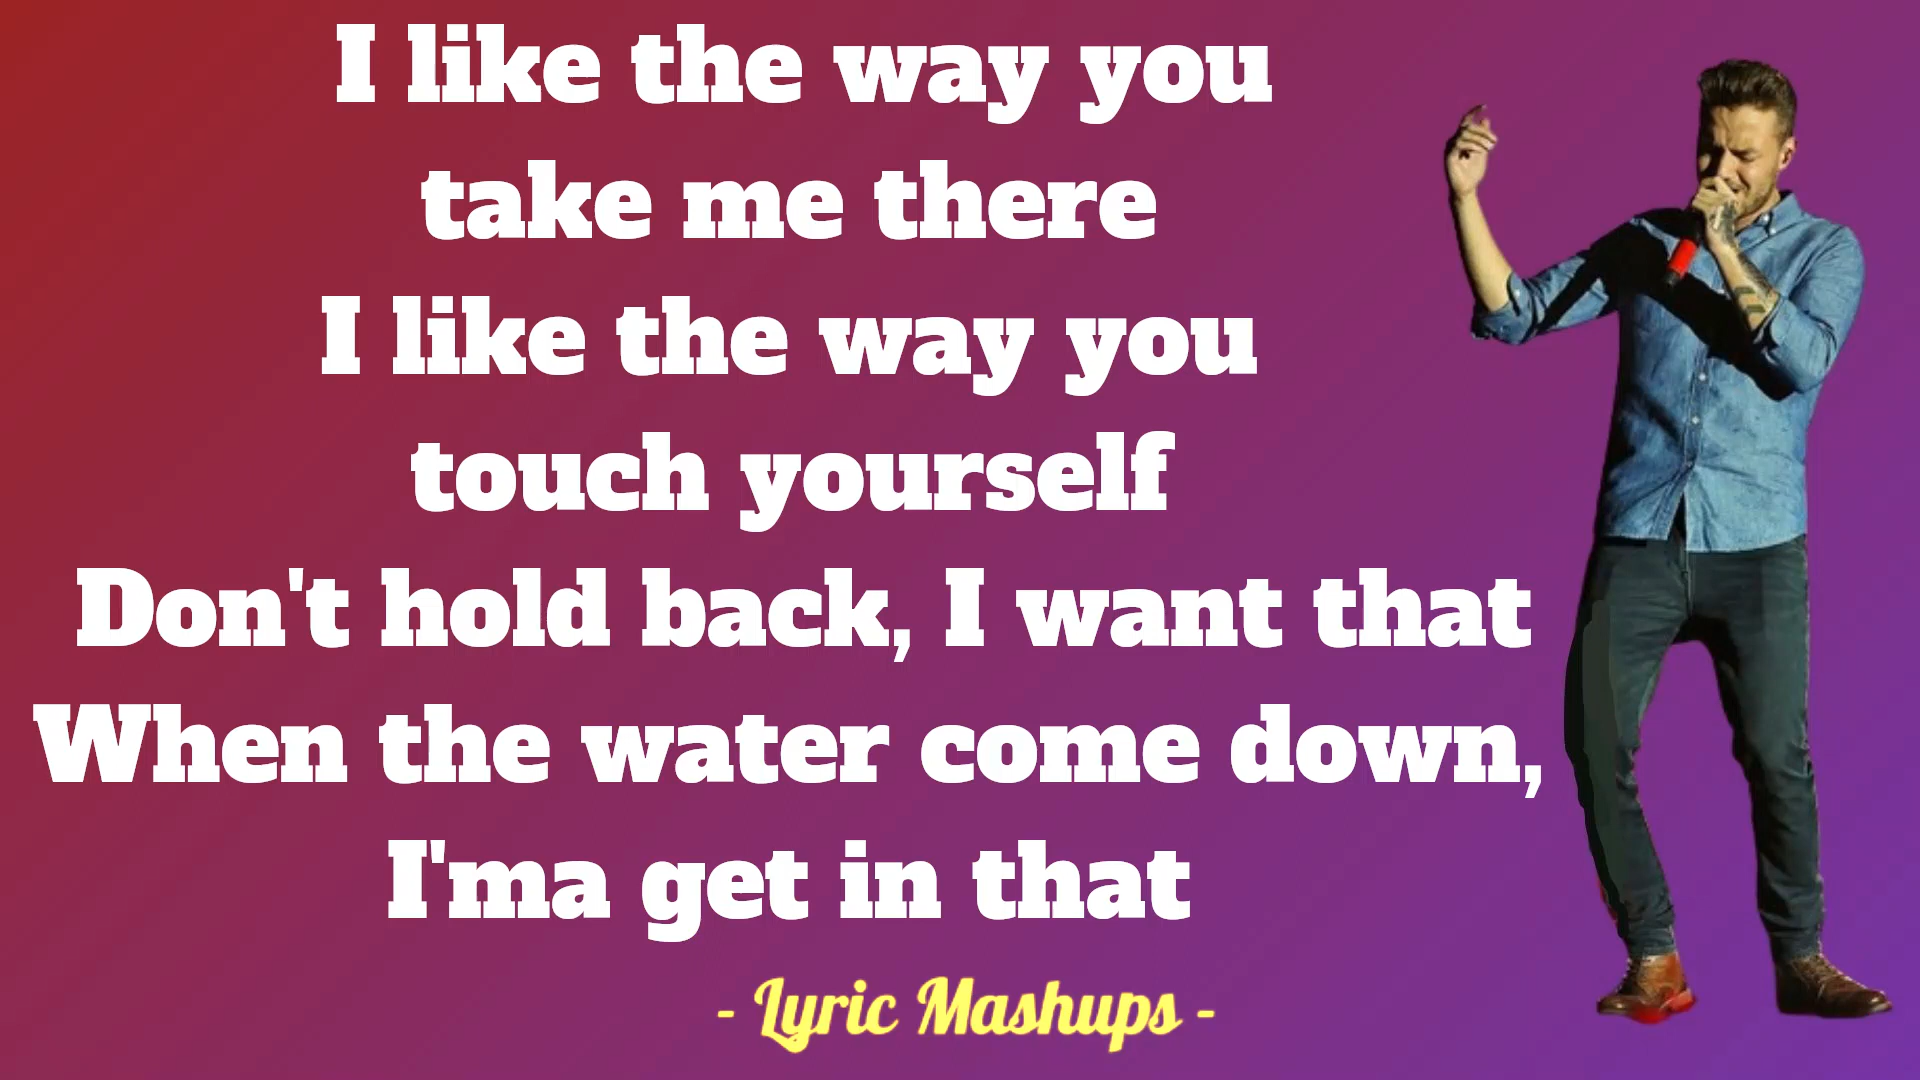 I like the way you
take me there
I like the way you
touch yourself
Don't hold back, I want that
When the water come down,
I'ma get in that
- Lyric Mashups -